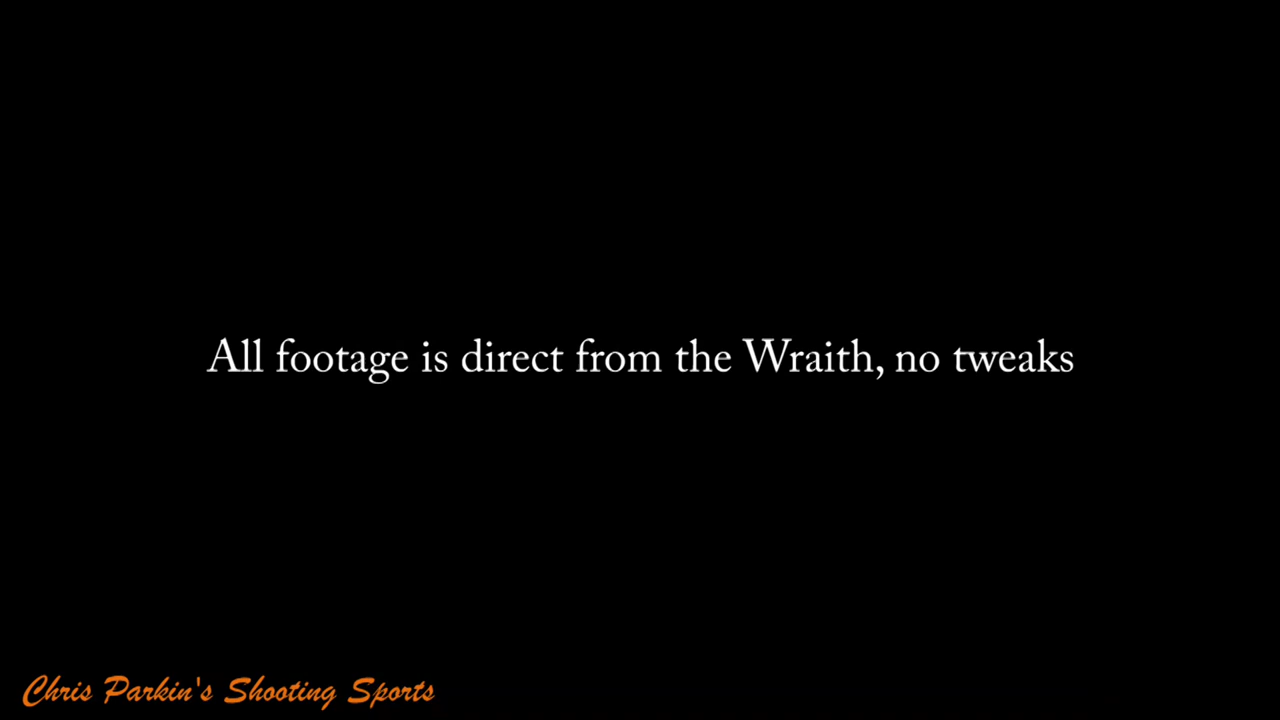 All footage is direct from the Wraith, no tweaks
Chris Parkin's Shooting Sports